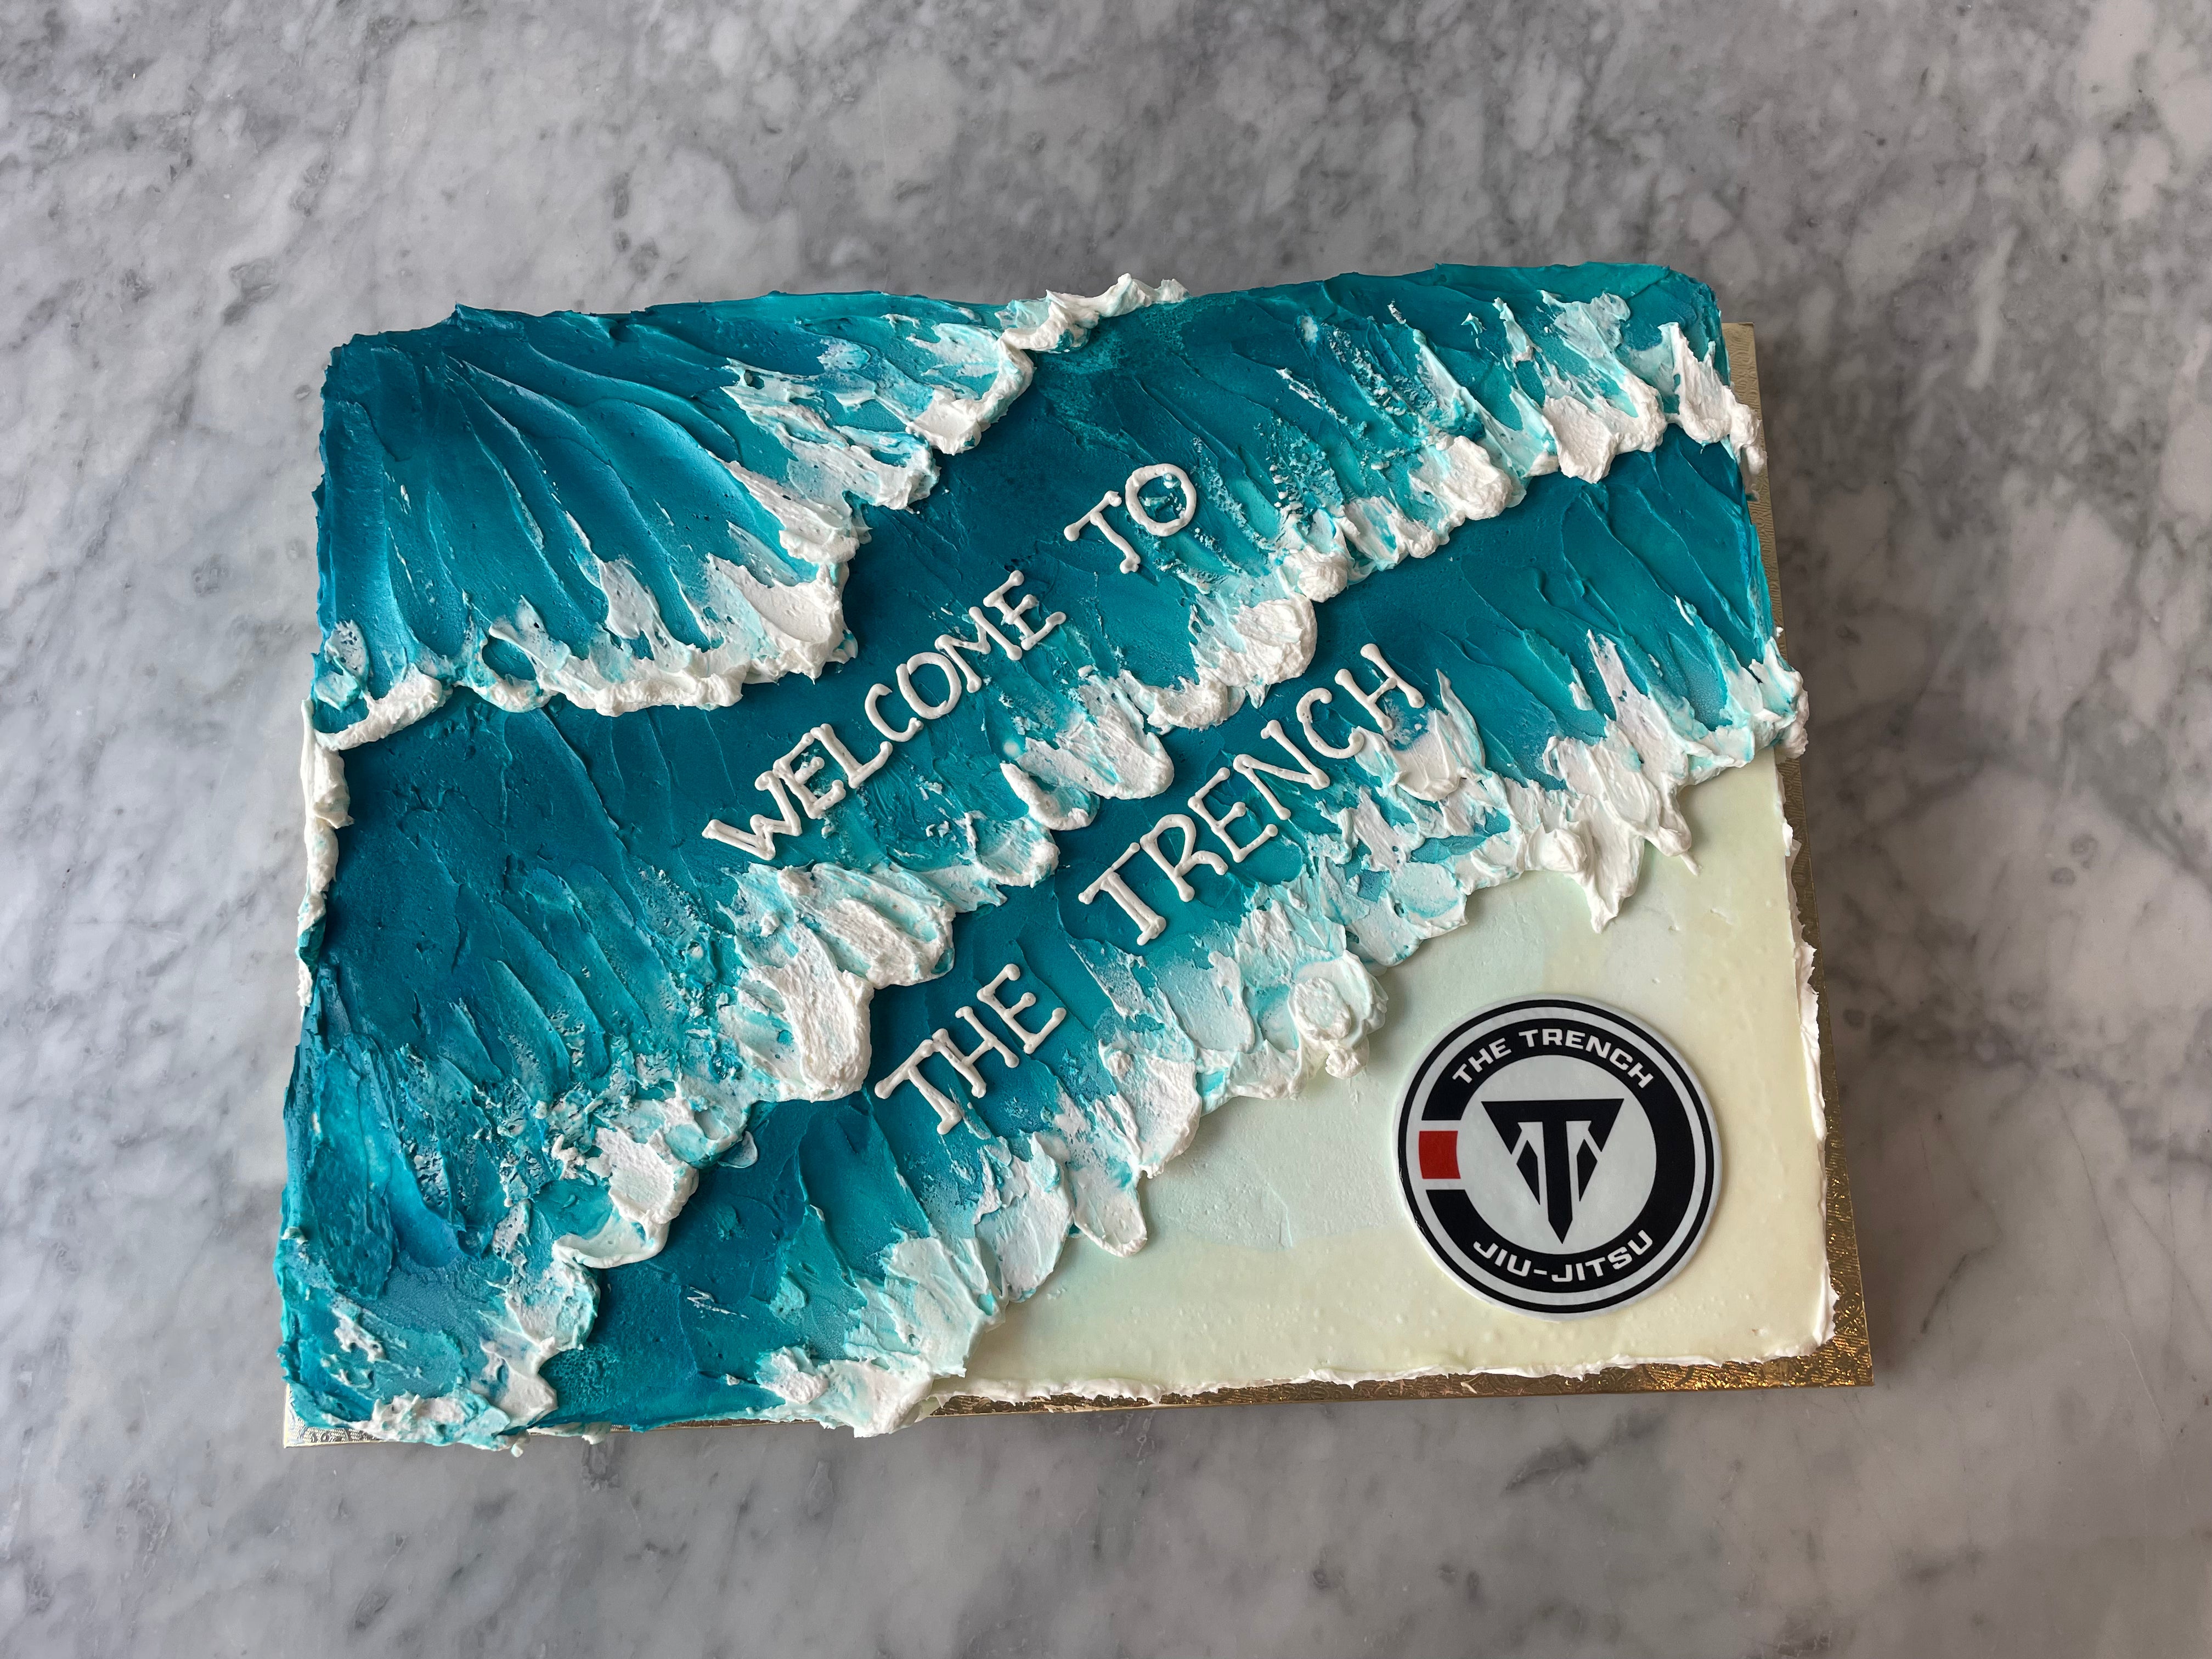 WELCOME TO
THE TRENCH
THE TRENCH
JIU-JITSU